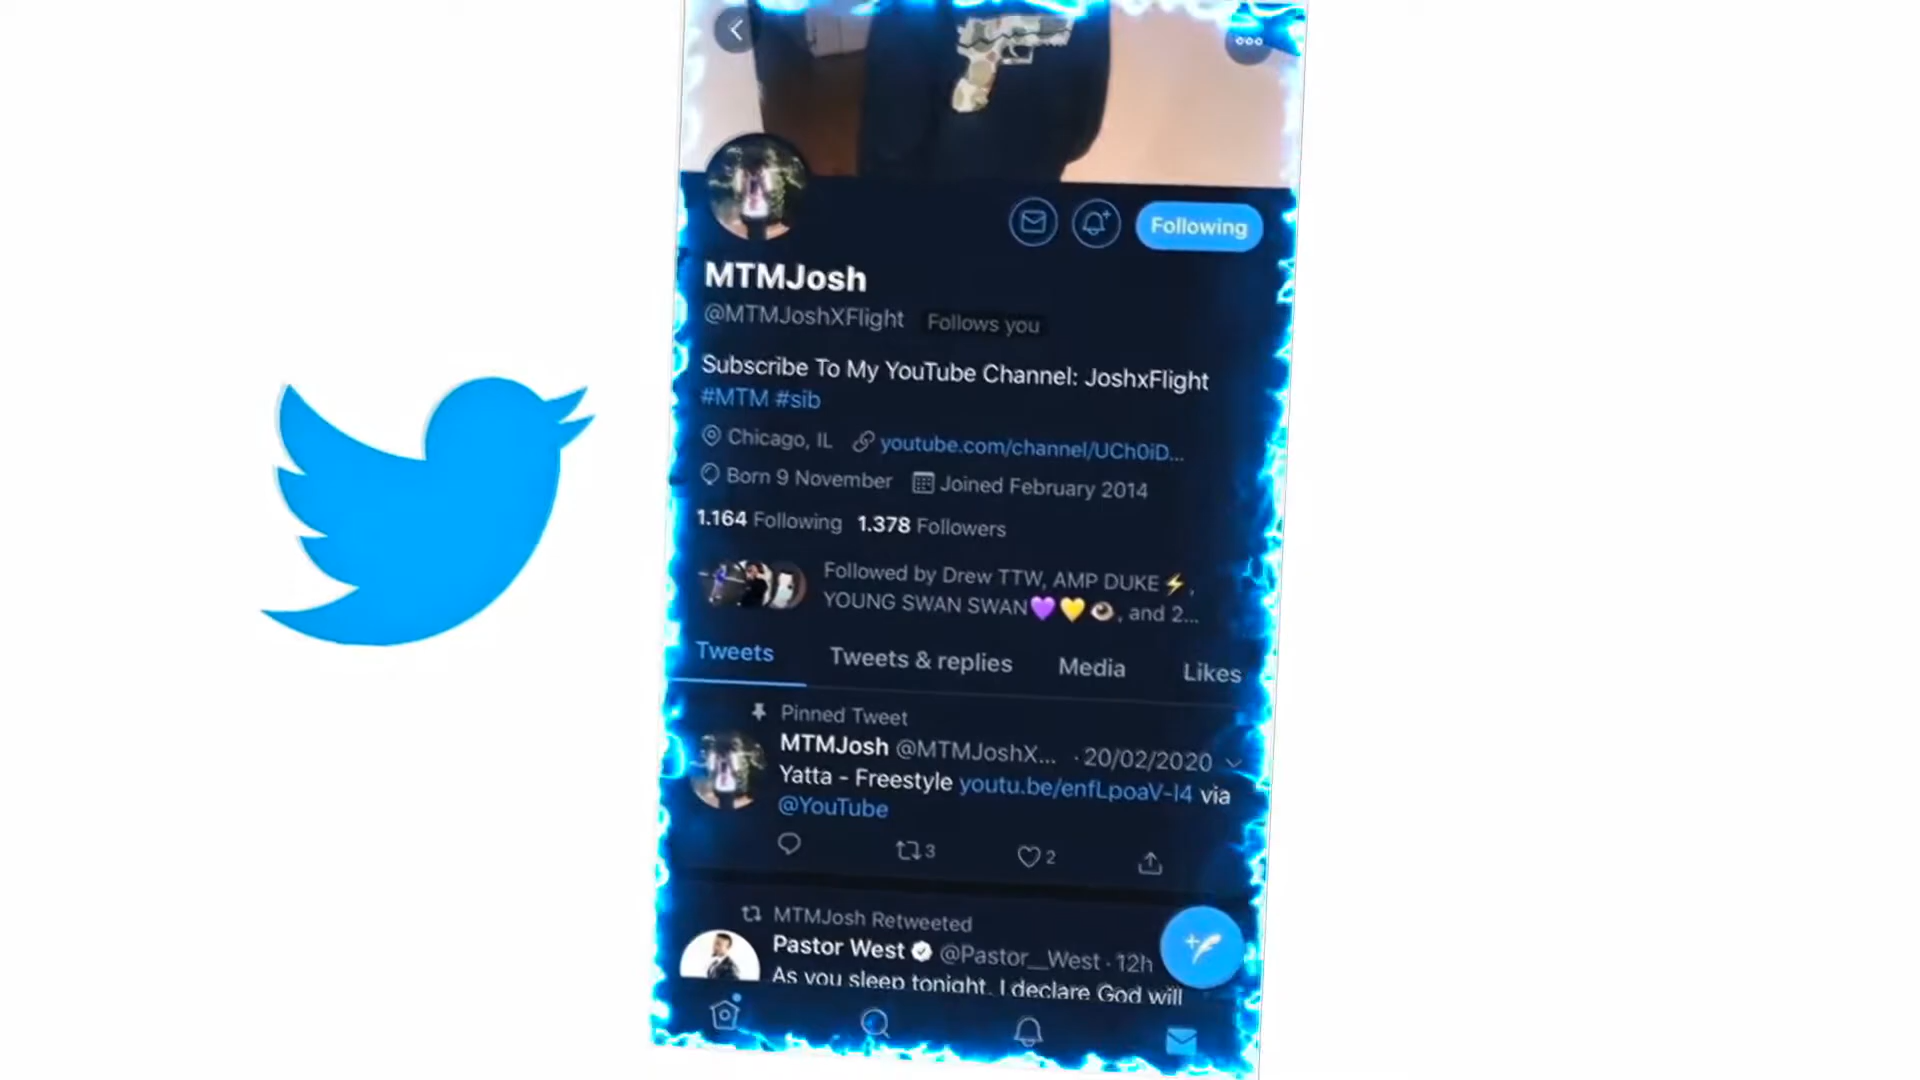 Following
MTMJosh
@MTMJoshXFlight Follows you
Subscribe To My YouTube Channel: JoshxFlight
#MTM #sib
Chicago, IL youtube.com/channel/UCh0iD...
Born 9 November Joined February 2014
1.164 Following 1.378 Followers
Followed by Drew TTW, AMP DUKE⚡,
YOUNG SWAN SWAN💜💛👁, and 2...
Tweets Tweets & replies Media Likes
Pinned Tweet
MTMJosh @MTMJoshX... · 20/02/2020
Yatta - Freestyle youtu.be/enfLpoaV-I4 via
@YouTube
3 2
MTMJosh Retweeted
Pastor West @Pastor__West · 12h
As you sleep tonight, I declare God will